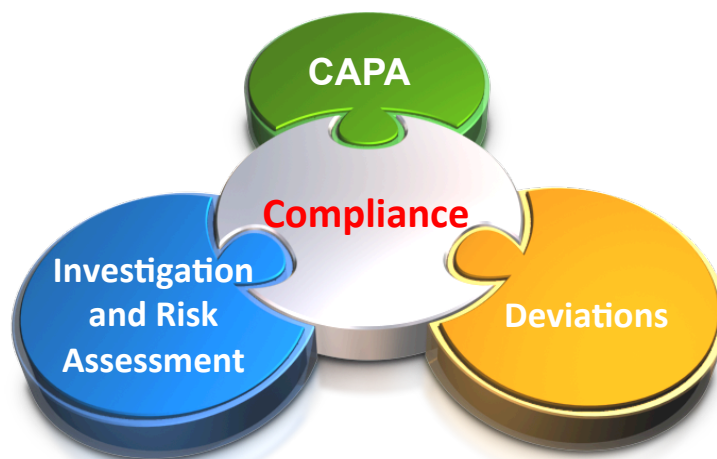 CAPA
Compliance
Investigation
and Risk
Assessment
Deviations